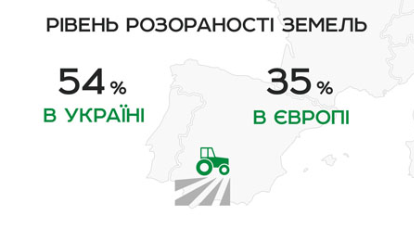 РІВЕНЬ РОЗОРАНОСТІ ЗЕМЕЛЬ
54 % 35 %
В УКРАЇНІ В ЄВРОПІ